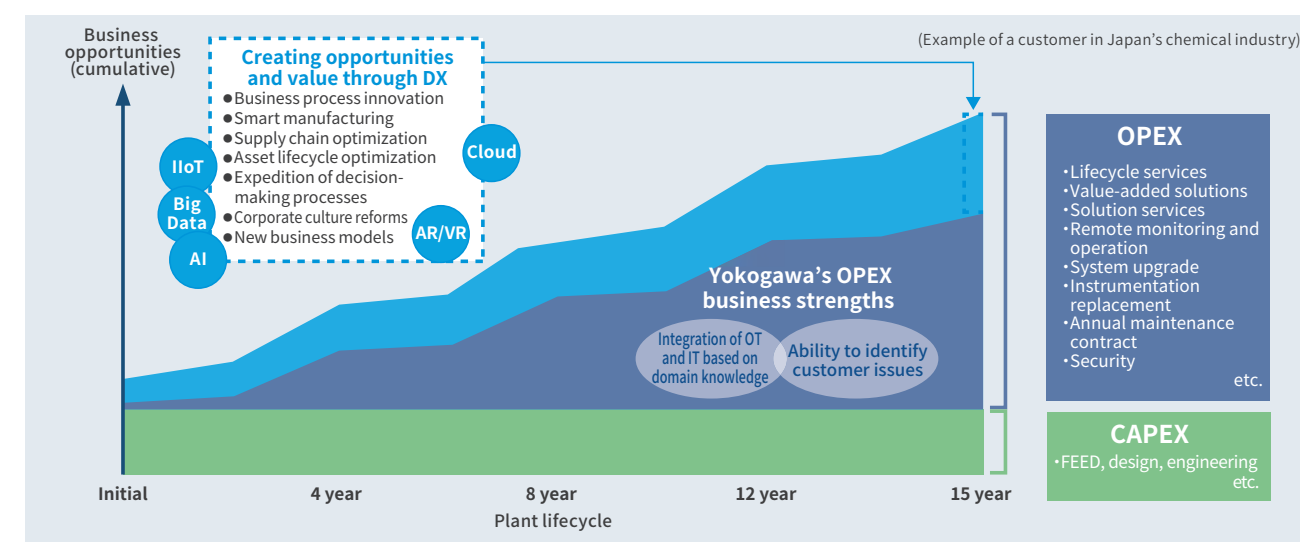 Business
opportunities
(cumulative)
(Example of a customer in Japan's chemical industry)
Creating opportunities
and value through DX
●Business process innovation
●Smart manufacturing
●Supply chain optimization
●Asset lifecycle optimization
●Expedition of decision-
making processes
●Corporate culture reforms
●New business models
IIoT
Big
Data
AI
Cloud
AR/VR
Yokogawa's OPEX
business strengths
Integration of OT
and IT based on
domain knowledge
Ability to identify
customer issues
OPEX
・Lifecycle services
・Value-added solutions
・Solution services
・Remote monitoring and
operation
・System upgrade
・Instrumentation
replacement
・Annual maintenance
contract
・Security
etc.
CAPEX
・FEED, design, engineering
etc.
Initial
4 year
8 year
12 year
15 year
Plant lifecycle